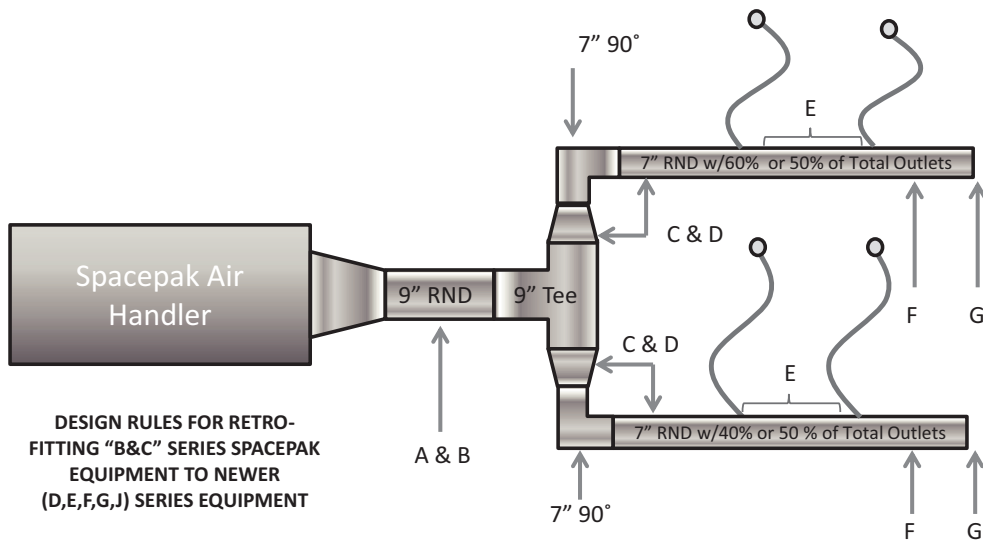 7” 90˚
E
7” RND w/60% or 50% of Total Outlets
C & D
Spacepak Air
Handler
9” RND
9” Tee
F
G
C & D
E
DESIGN RULES FOR RETRO-
FITTING “B&C” SERIES SPACEPAK
EQUIPMENT TO NEWER
(D,E,F,G,J) SERIES EQUIPMENT
A & B
7” RND w/40% or 50 % of Total Outlets
7” 90˚
F
G